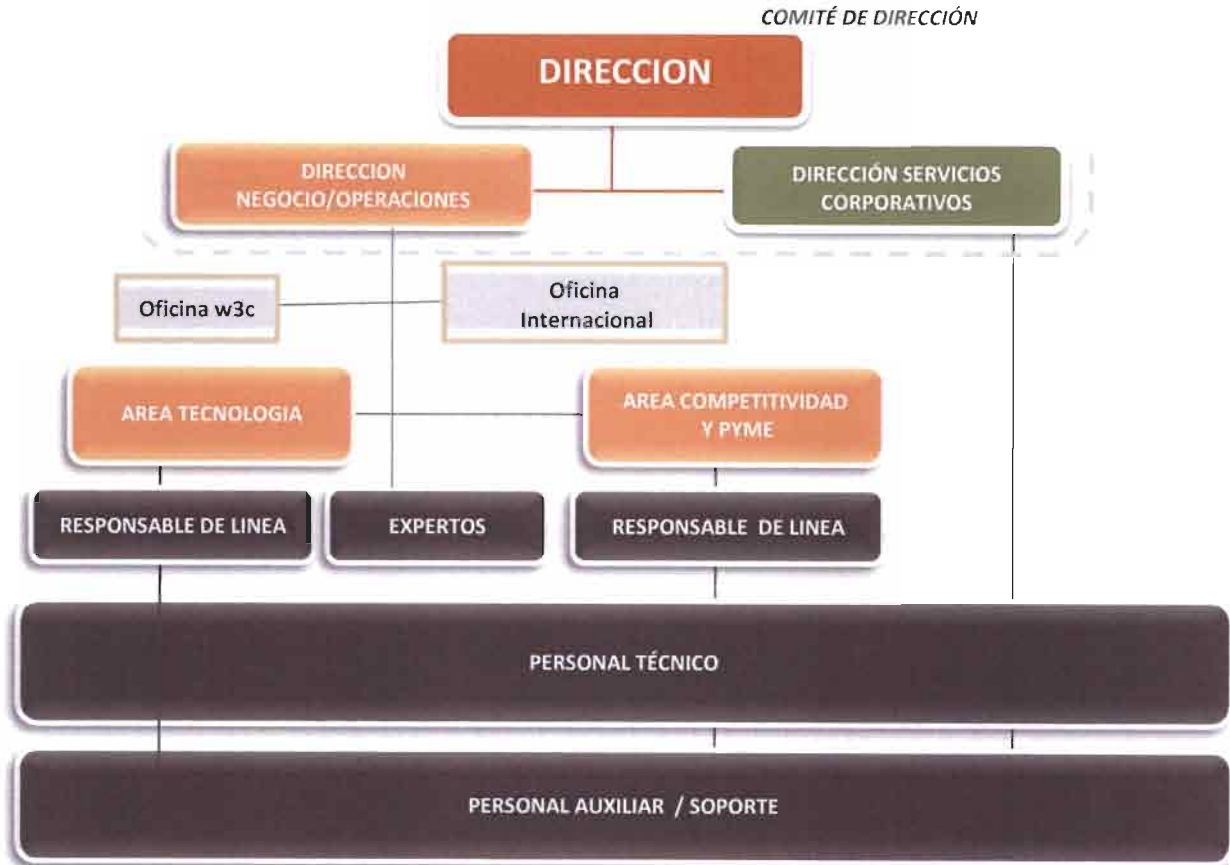 COMITÉ DE DIRECCIÓN
DIRECCION
DIRECCION
NEGOCIO/OPERACIONES
DIRECCIÓN SERVICIOS
CORPORATIVOS
Oficina w3c
Oficina
Internacional
AREA TECNOLOGIA
AREA COMPETITIVIDAD
Y PYME
RESPONSABLE DE LINEA
EXPERTOS
RESPONSABLE DE LINEA
PERSONAL TÉCNICO
PERSONAL AUXILIAR / SOPORTE